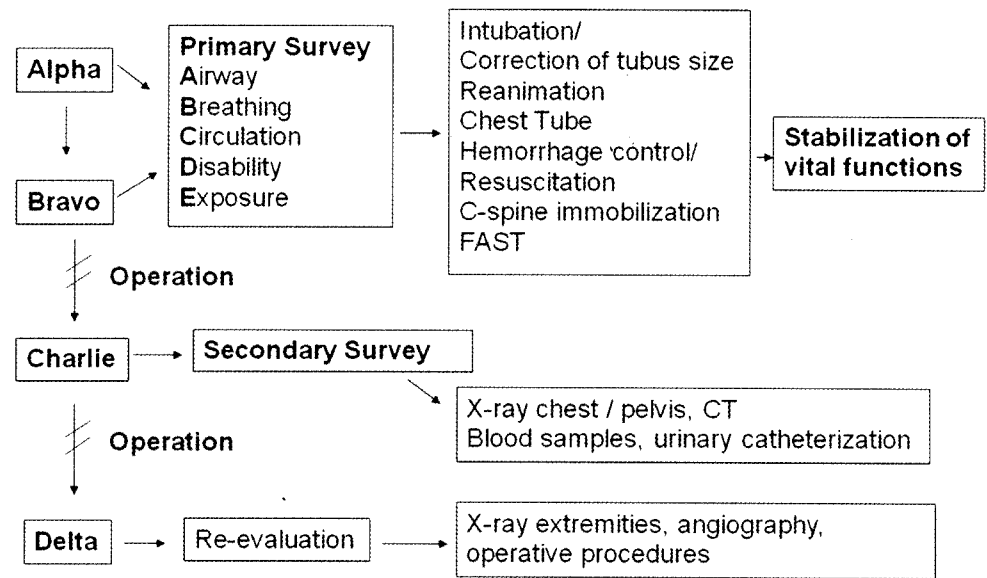 Alpha
Primary Survey
Airway
Breathing
Circulation
Disability
Exposure
Intubation/
Correction of tubus size
Reanimation
Chest Tube
Hemorrhage control/
Resuscitation
C-spine immobilization
FAST
Stabilization of
vital functions
Bravo
Operation
Charlie
Secondary Survey
X-ray chest / pelvis, CT
Blood samples, urinary catheterization
Operation
Delta
Re-evaluation
X-ray extremities, angiography,
operative procedures